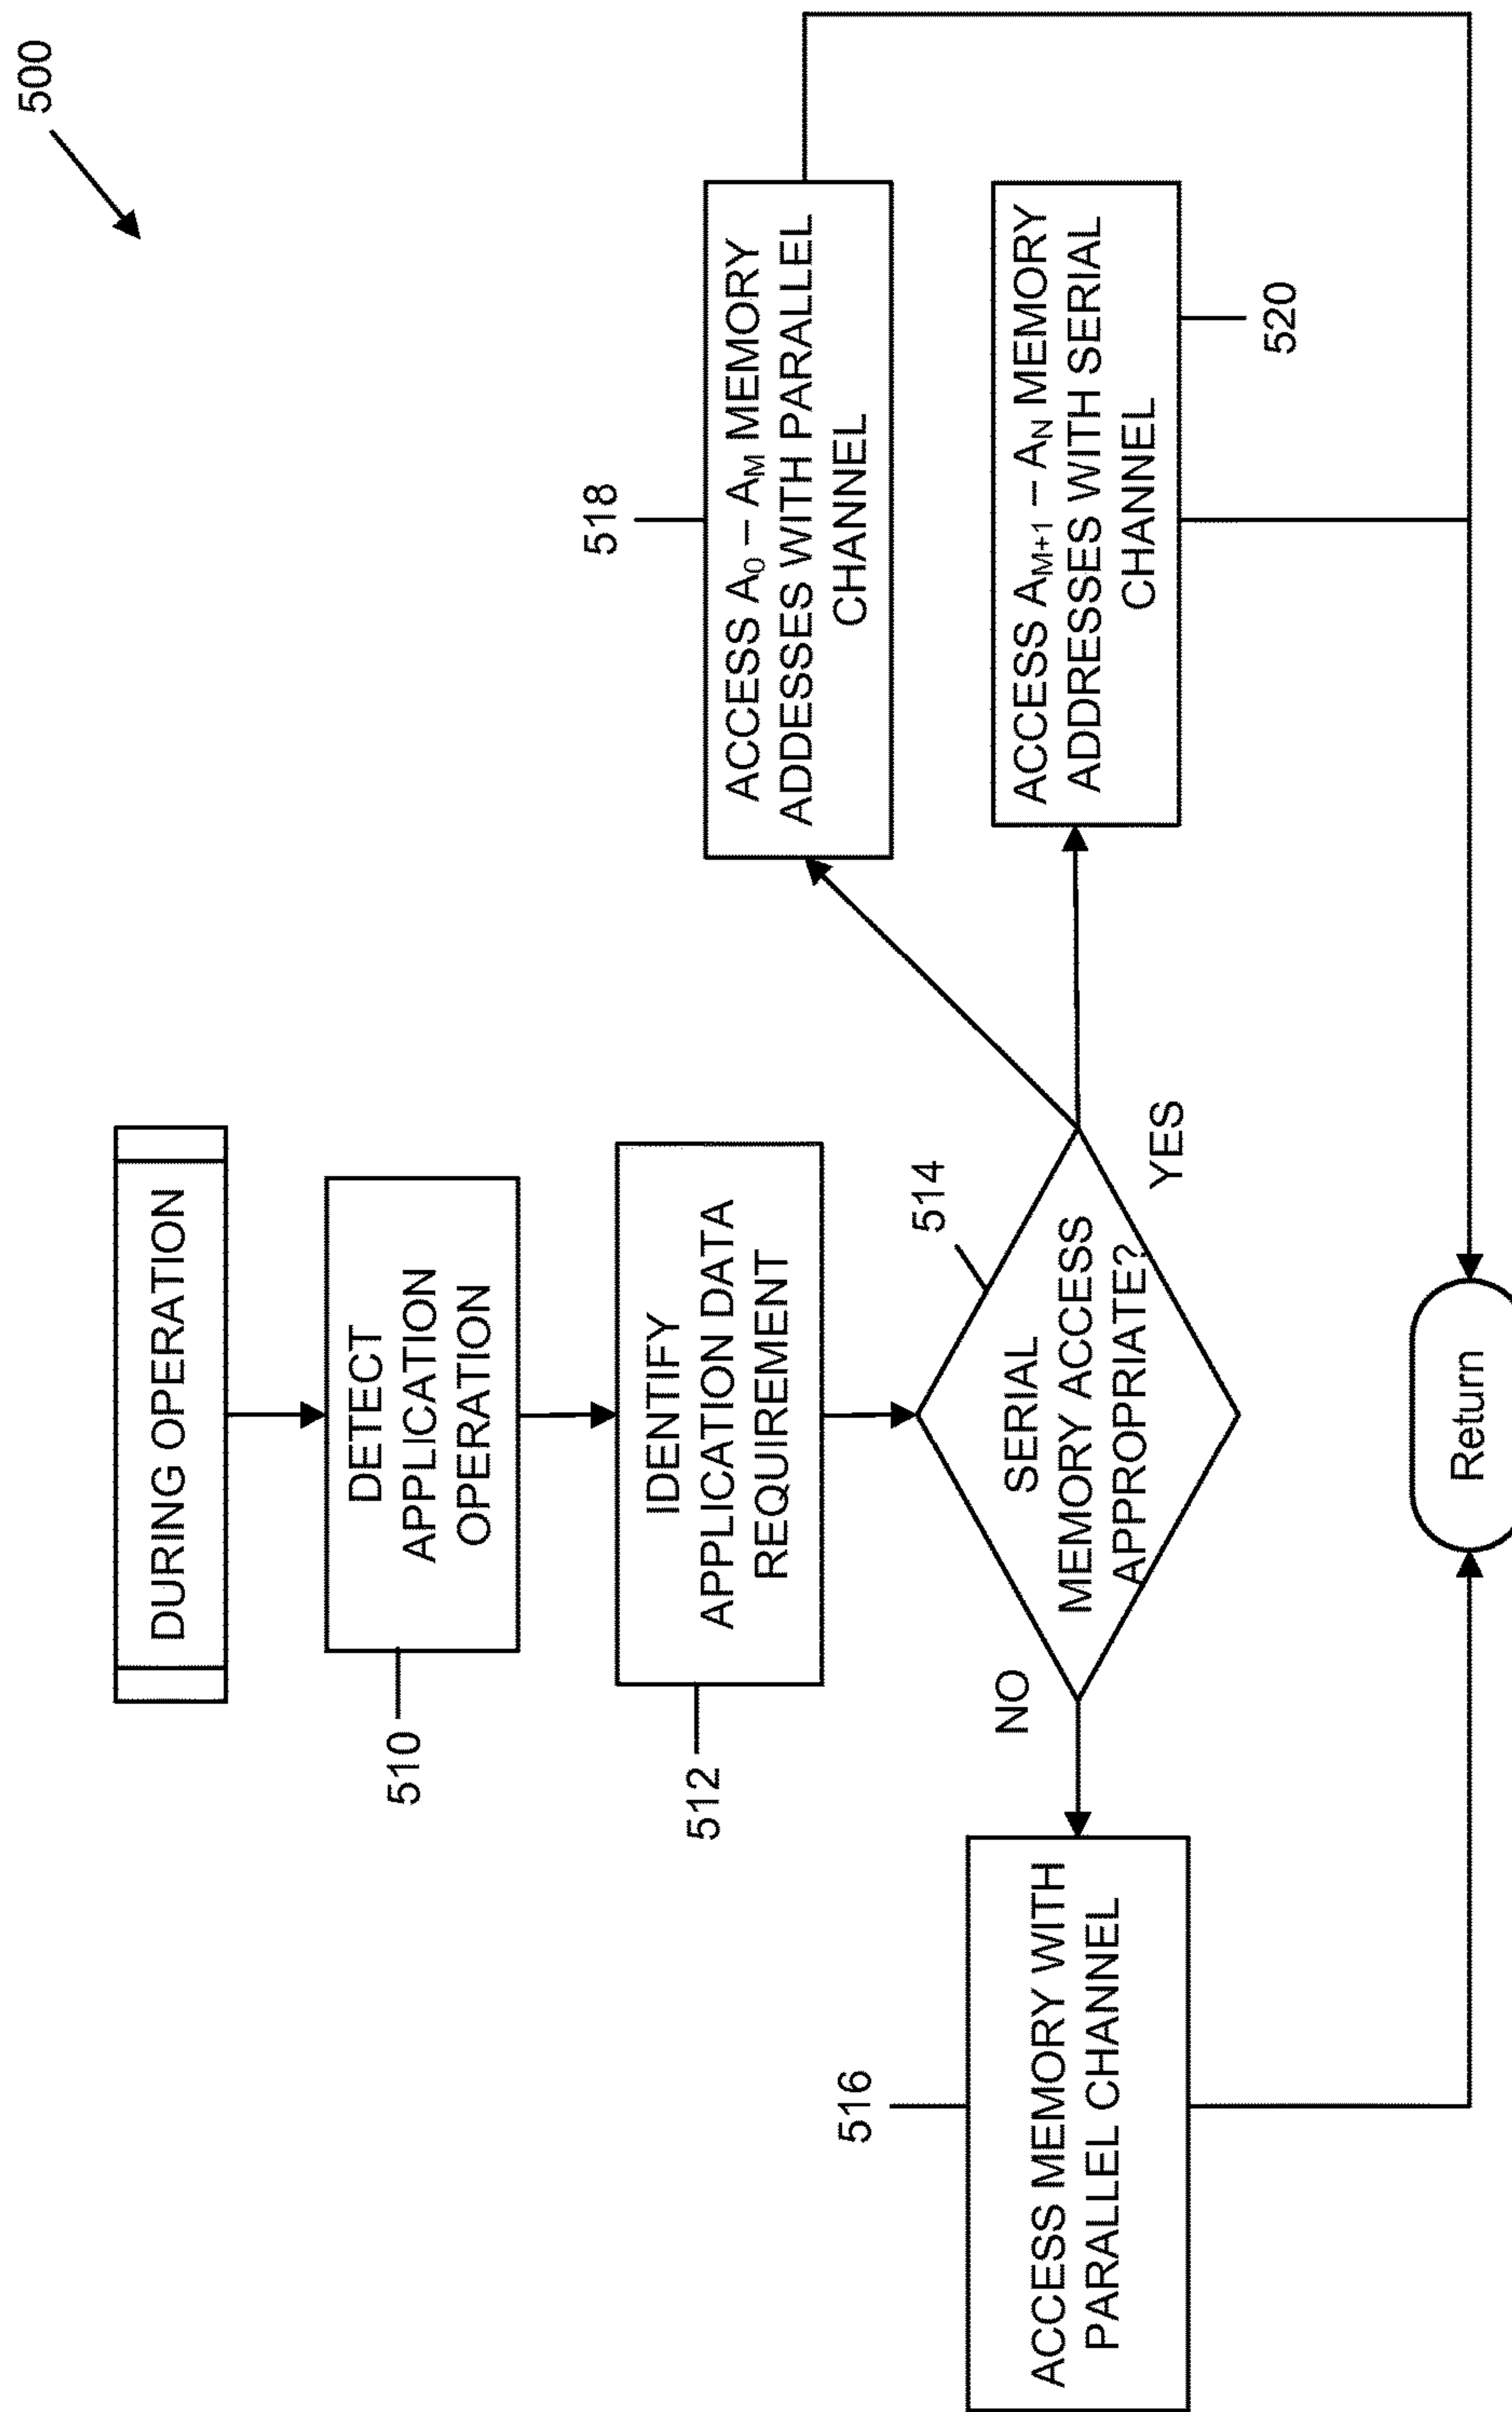 500
DURING OPERATION
DETECT
APPLICATION
OPERATION
510
IDENTIFY
APPLICATION DATA
REQUIREMENT
512
SERIAL
MEMORY ACCESS
APPROPRIATE?
514
NO
YES
516
ACCESS MEMORY WITH
PARALLEL CHANNEL
518
ACCESS A0 – AM MEMORY
ADDESSES WITH PARALLEL
CHANNEL
ACCESS AM+1 – AN MEMORY
ADDRESSES WITH SERIAL
CHANNEL
520
Return